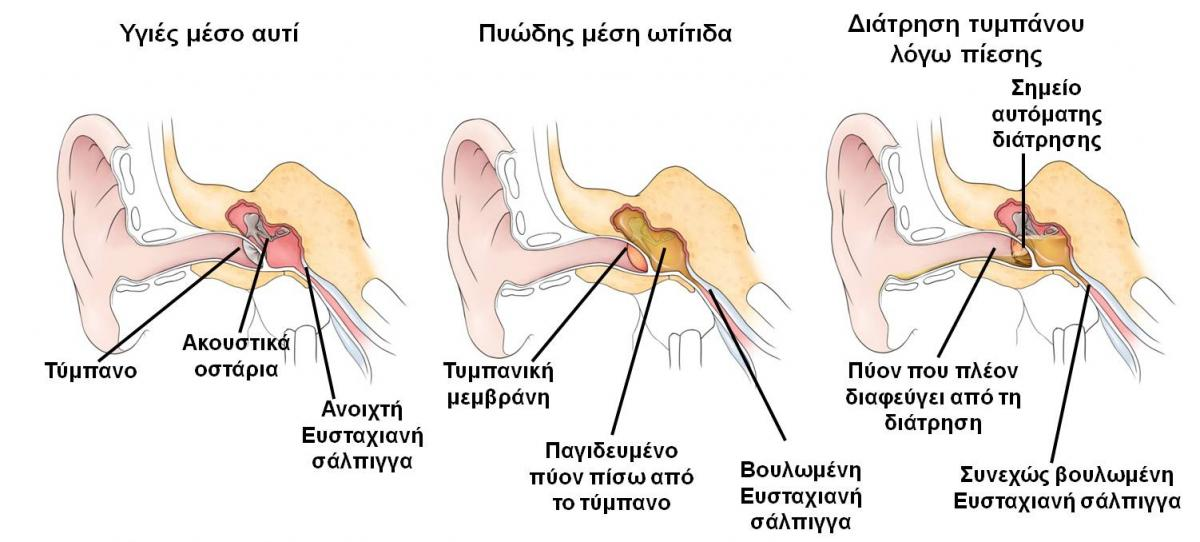 Υγιές μέσο αυτί
Πυώδης μέση ωτίτιδα
Διάτρηση τυμπάνου
λόγω πίεσης
Σημείο
αυτόματης
διάτρησης
Τύμπανο
Ακουστικά
οστάρια
Ανοιχτή
Ευσταχιανή
σάλπιγγα
Τυμπανική
μεμβράνη
Παγιδευμένο
πύον πίσω από
το τύμπανο
Βουλωμένη
Ευσταχιανή
σάλπιγγα
Πύον που πλέον
διαφεύγει από τη
διάτρηση
Συνεχώς βουλωμένη
Ευσταχιανή σάλπιγγα